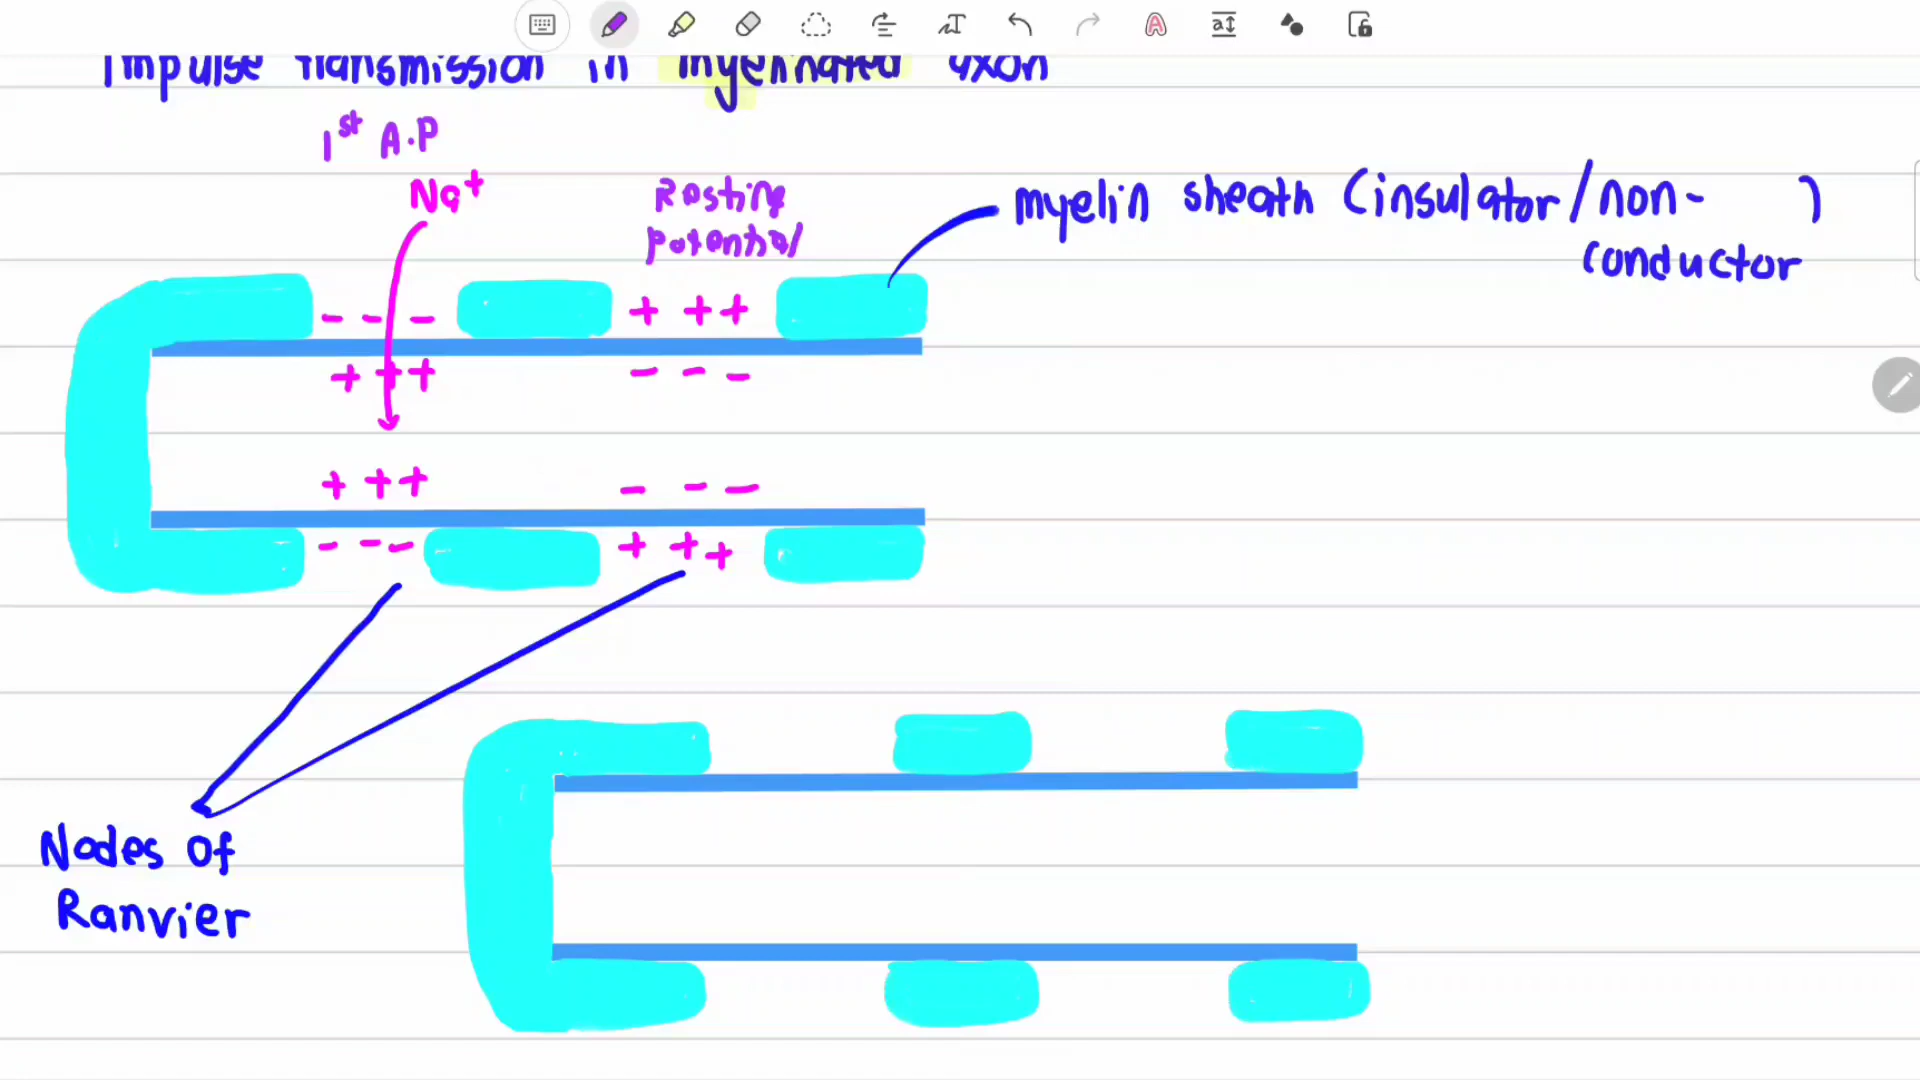 Impulse transmission in myelinated axon
1st A.P
Na+
Resting
potential
myelin sheath (insulator/non-
conductor)
- - - + + +
+ + + - - -
+ + + - - -
- - - + + +
Nodes of
Ranvier